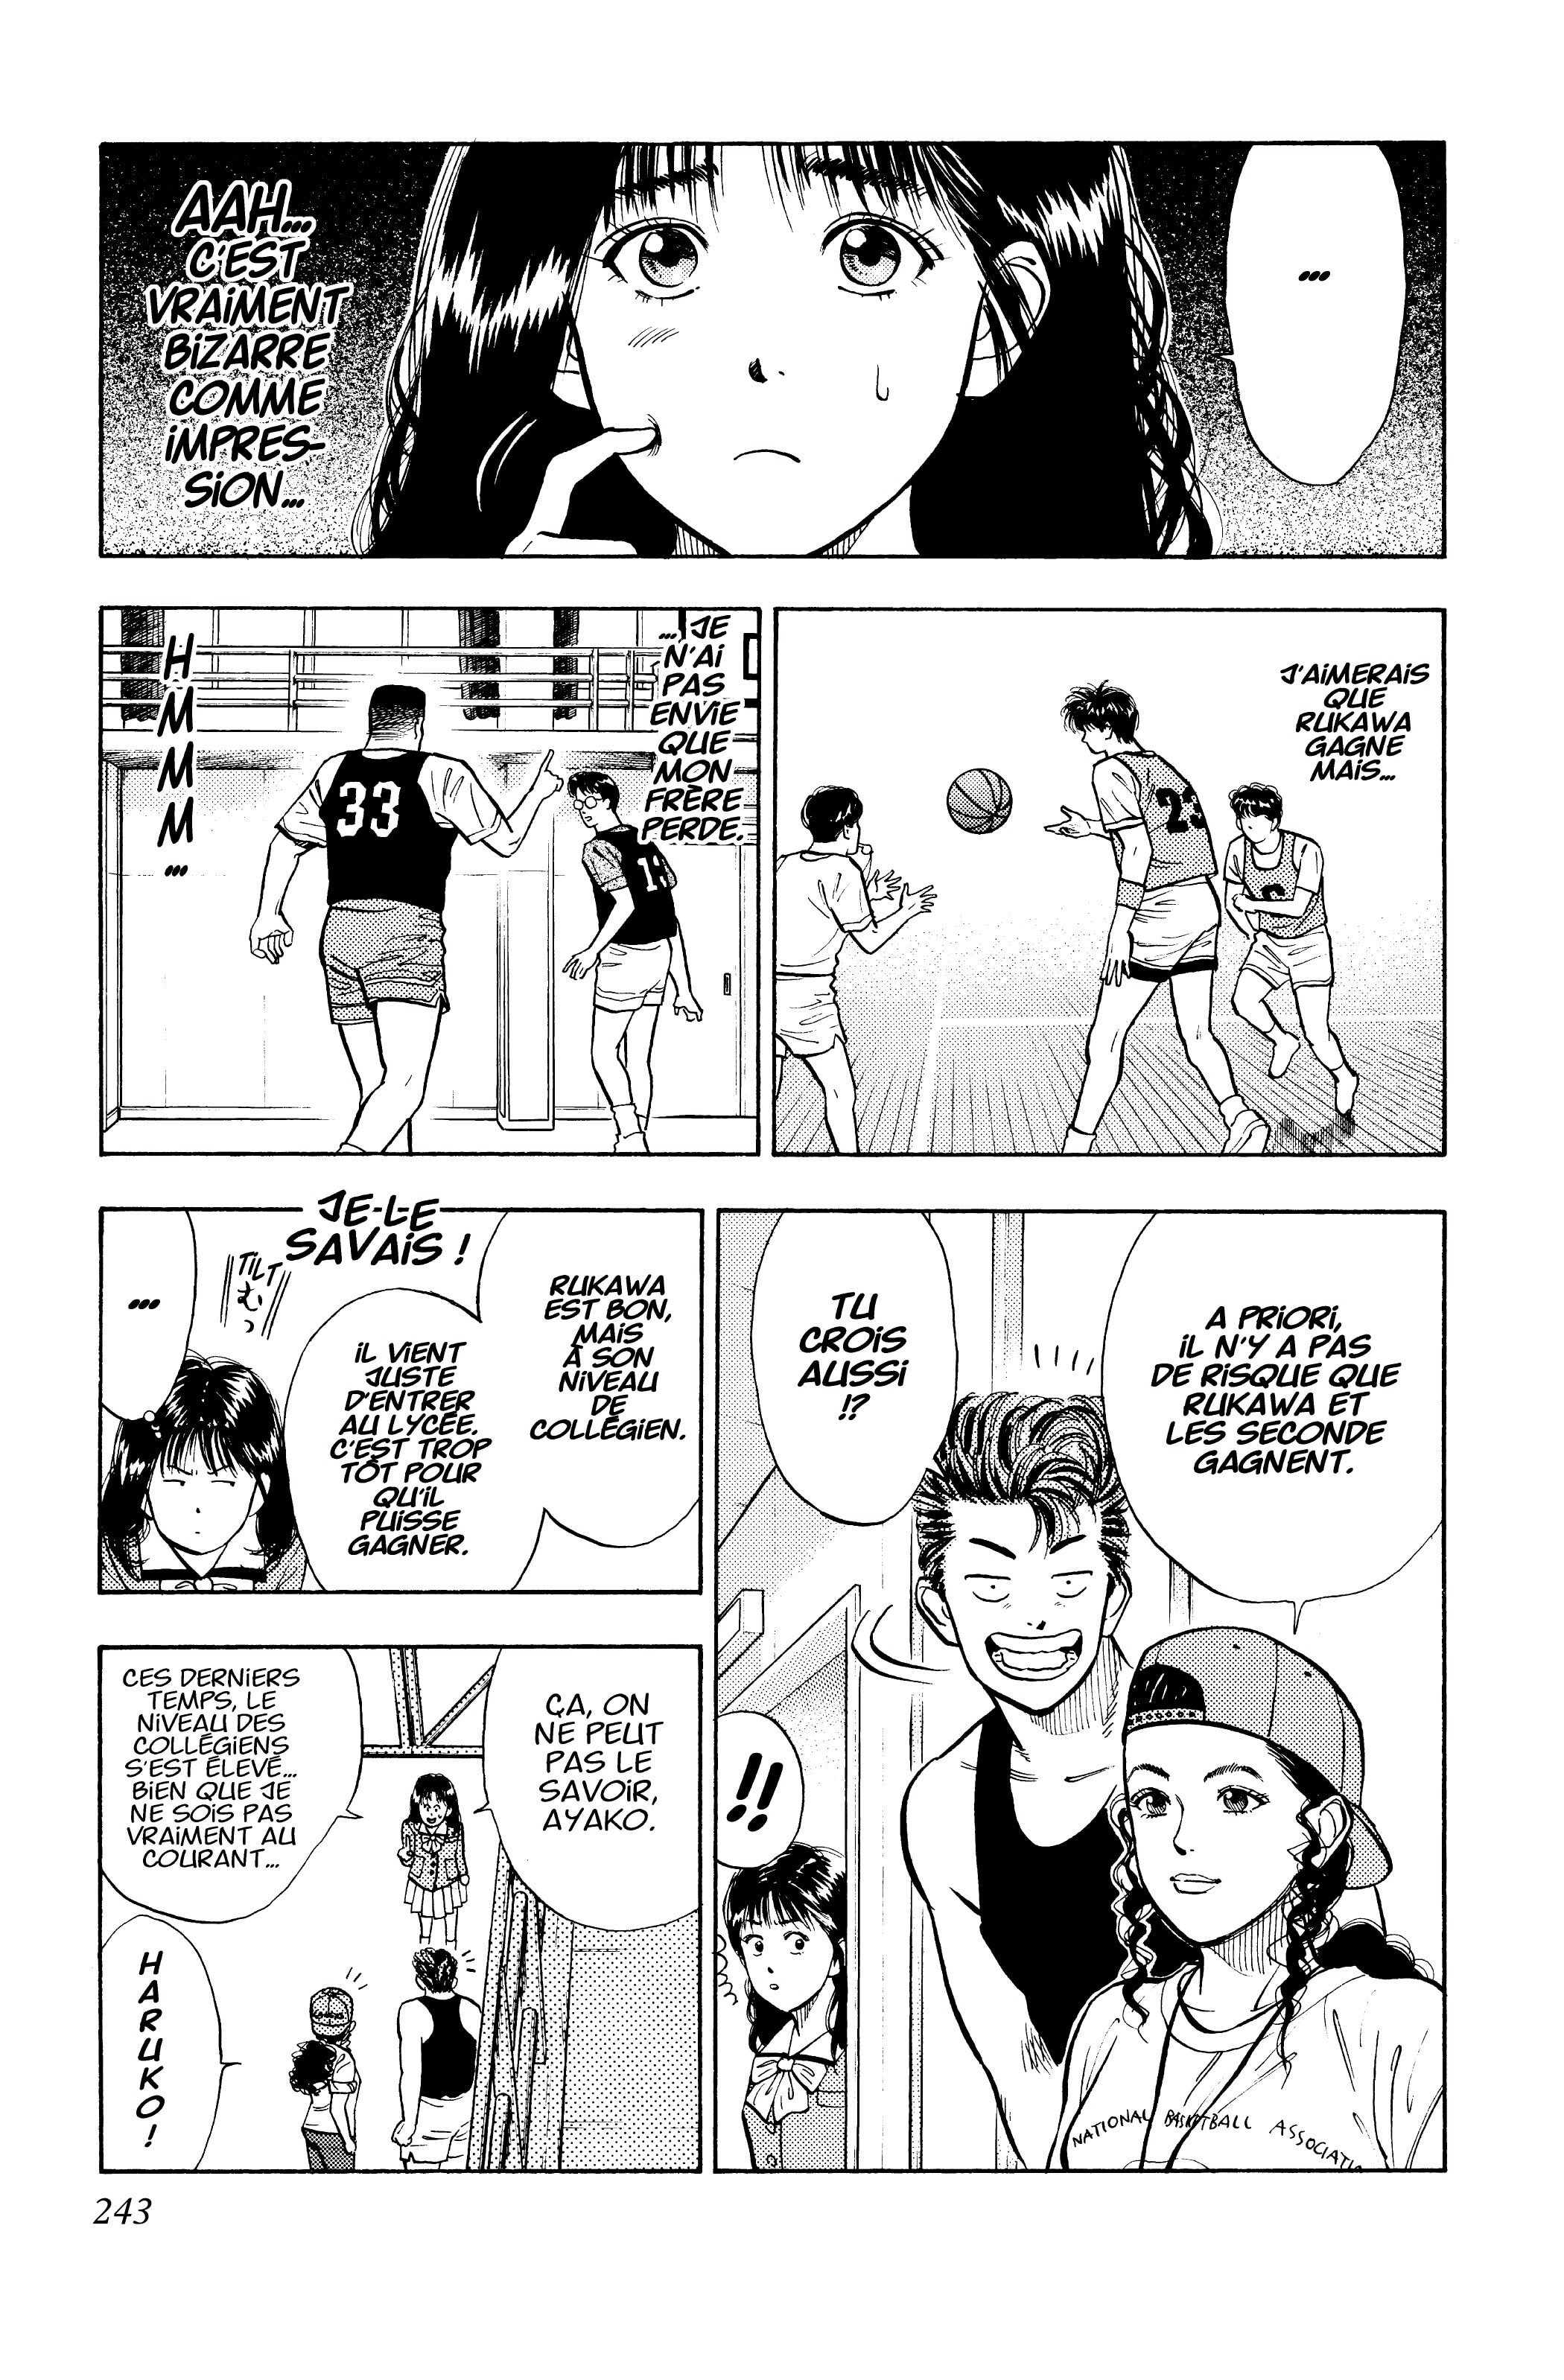 ...
AAH...
C'EST
VRAIMENT
BIZARRE
COMME
IMPRES-
SION...
J'AIMERAIS
QUE
RUKAWA
GAGNE
MAIS...
23
... JE
N'AI
PAS
ENVIE
QUE
MON
FRÈRE
PERDE.
HMMMM...
33
13
A PRIORI,
IL N'Y A PAS
DE RISQUE QUE
RUKAWA ET
LES SECONDE
GAGNENT.
TU
CROIS
AUSSI
!?
!!
NATIONAL BASKETBALL ASSOCIATI
RUKAWA
EST BON,
MAIS
À SON
NIVEAU
DE
COLLÉGIEN.
JE-LE
SAVAIS !
IL VIENT
JUSTE
D'ENTRER
AU LYCÉE.
C'EST TROP
TÔT POUR
QU'IL
PUISSE
GAGNER.
TILT
むっ
...
ÇA, ON
NE PEUT
PAS LE
SAVOIR,
AYAKO.
CES DERNIERS
TEMPS, LE
NIVEAU DES
COLLÉGIENS
S'EST ÉLEVÉ...
BIEN QUE JE
NE SOIS PAS
VRAIMENT AU
COURANT...
HARUKO !
243